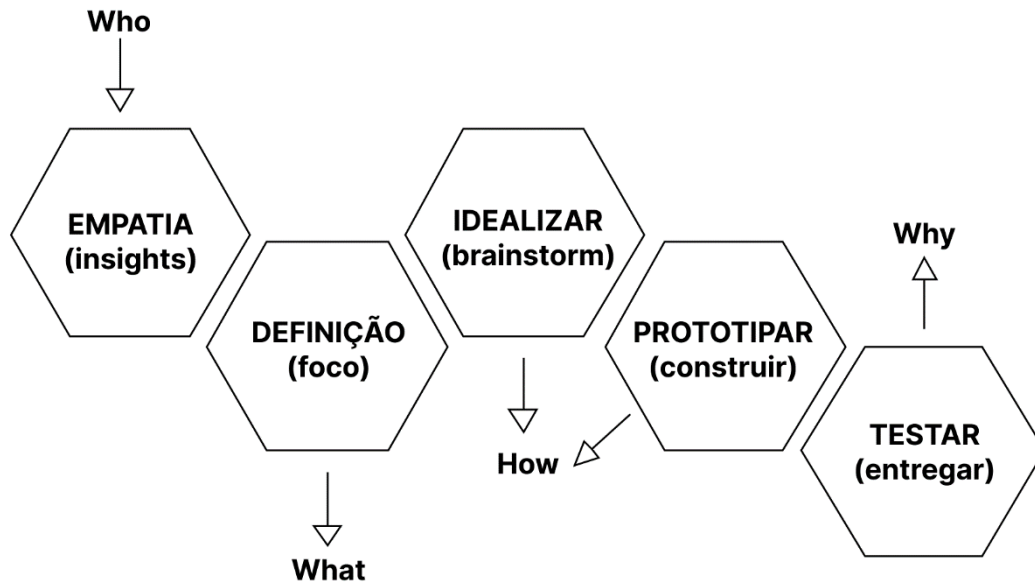 Who
EMPATIA
(insights)
DEFINIÇÃO
(foco)
What
IDEALIZAR
(brainstorm)
How
PROTOTIPAR
(construir)
Why
TESTAR
(entregar)